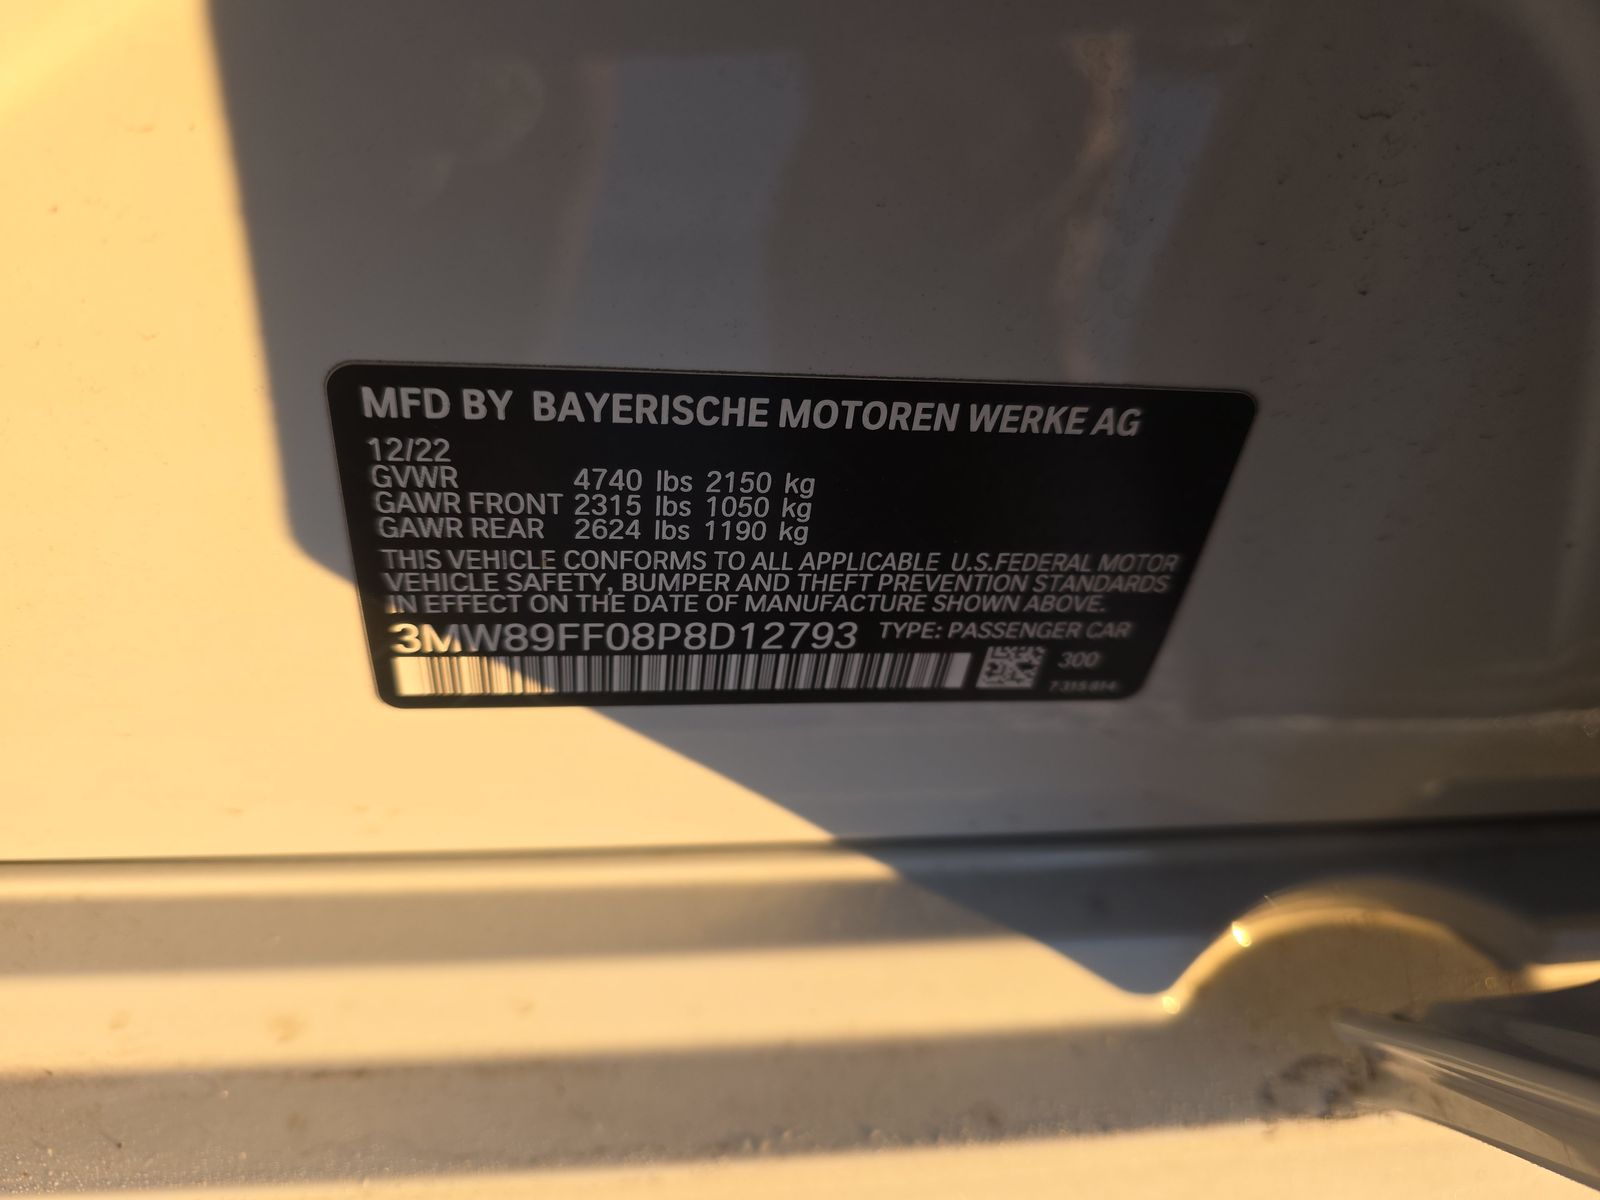 MFD BY BAYERISCHE MOTOREN WERKE AG
12/22
GVWR 4740 lbs 2150 kg
GAWR FRONT 2315 lbs 1050 kg
GAWR REAR 2624 lbs 1190 kg
THIS VEHICLE CONFORMS TO ALL APPLICABLE U.S.FEDERAL MOTOR
VEHICLE SAFETY, BUMPER AND THEFT PREVENTION STANDARDS
IN EFFECT ON THE DATE OF MANUFACTURE SHOWN ABOVE.
3MW89FF08P8D12793 TYPE: PASSENGER CAR
300